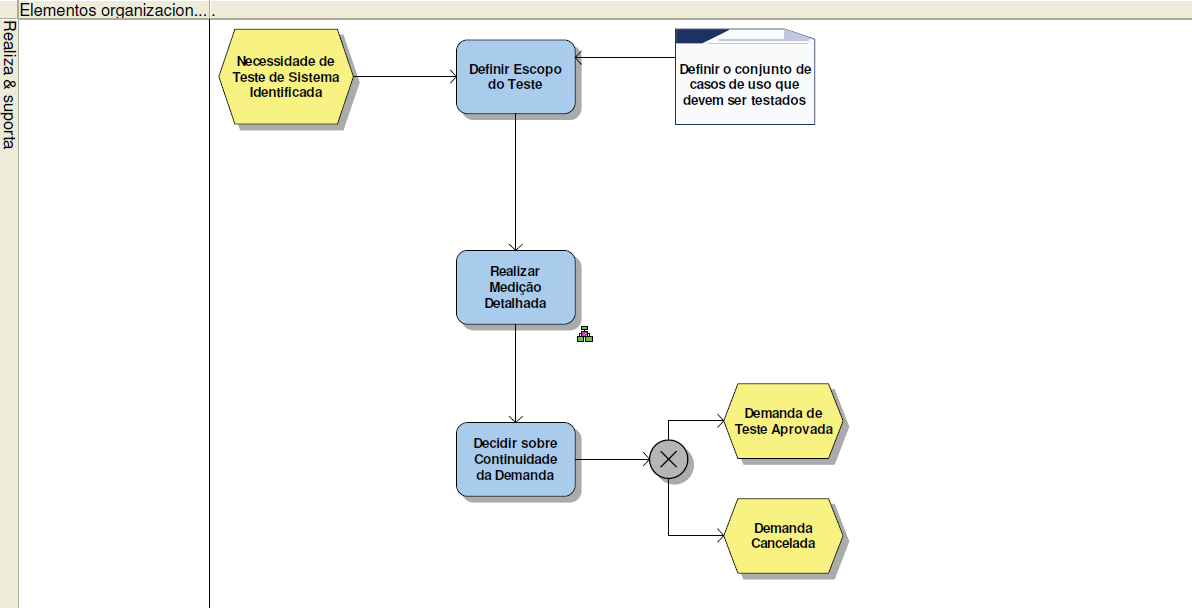 Elementos organizacion... .
Realiza & suporta
Necessidade de
Teste de Sistema
Identificada
Definir Escopo
do Teste
Definir o conjunto de
casos de uso que
devem ser testados
Realizar
Medição
Detalhada
Decidir sobre
Continuidade
da Demanda
Demanda de
Teste Aprovada
Demanda
Cancelada